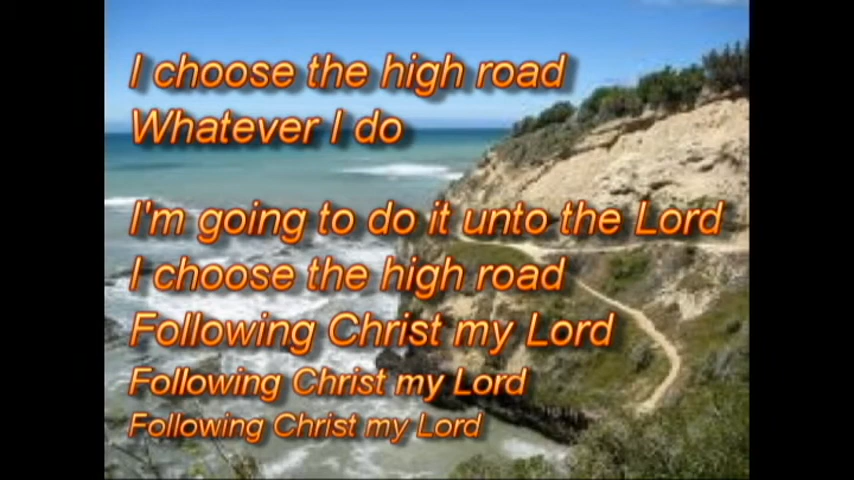 I choose the high road
Whatever I do
I'm going to do it unto the Lord
I choose the high road
Following Christ my Lord
Following Christ my Lord
Following Christ my Lord